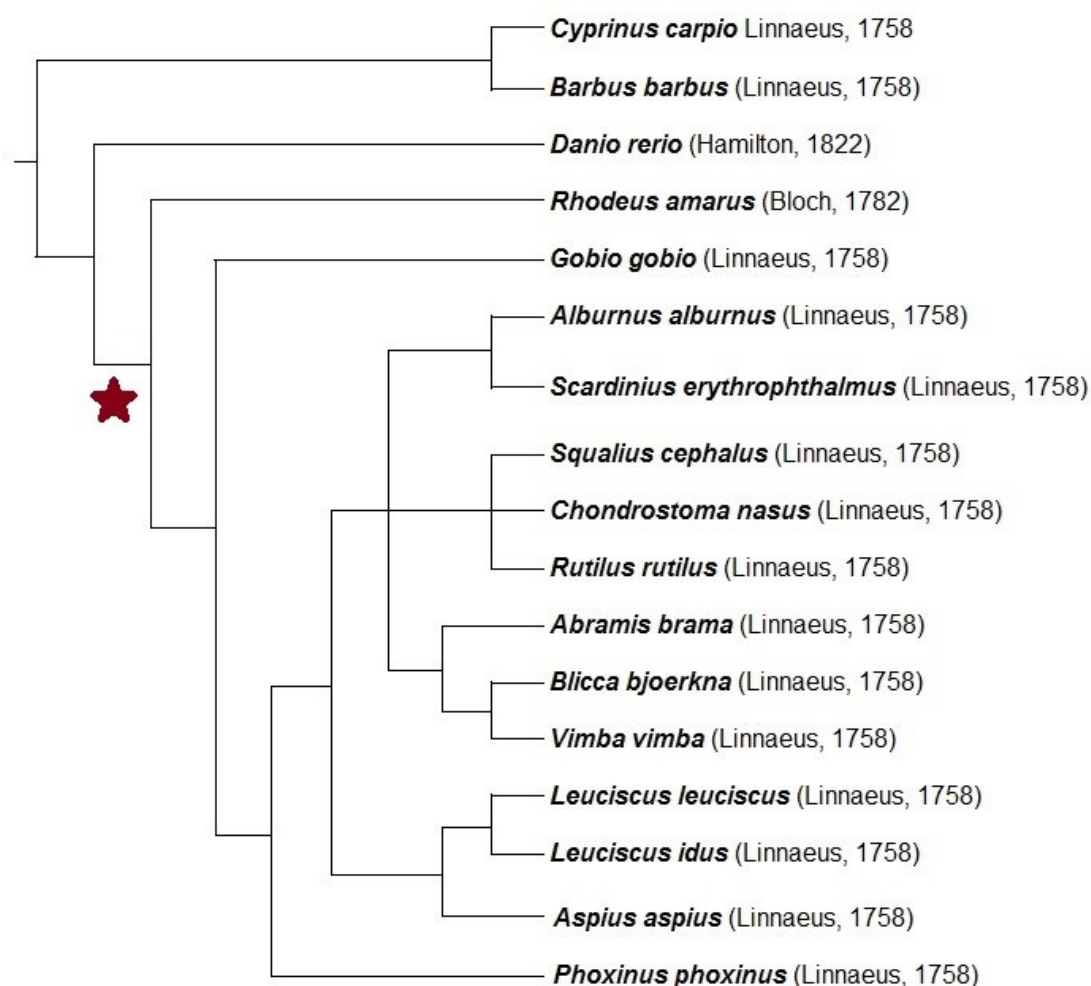 Cyprinus carpio Linnaeus, 1758
Barbus barbus (Linnaeus, 1758)
Danio rerio (Hamilton, 1822)
Rhodeus amarus (Bloch, 1782)
Gobio gobio (Linnaeus, 1758)
Alburnus alburnus (Linnaeus, 1758)
Scardinius erythrophthalmus (Linnaeus, 1758)
Squalius cephalus (Linnaeus, 1758)
Chondrostoma nasus (Linnaeus, 1758)
Rutilus rutilus (Linnaeus, 1758)
Abramis brama (Linnaeus, 1758)
Blicca bjoerkna (Linnaeus, 1758)
Vimba vimba (Linnaeus, 1758)
Leuciscus leuciscus (Linnaeus, 1758)
Leuciscus idus (Linnaeus, 1758)
Aspius aspius (Linnaeus, 1758)
Phoxinus phoxinus (Linnaeus, 1758)